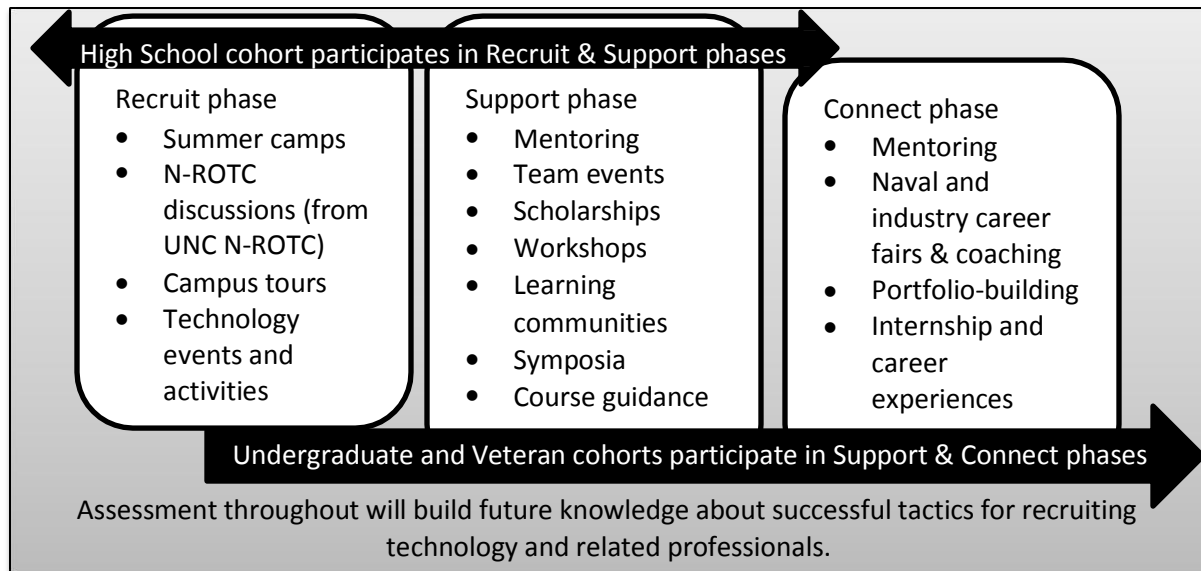 High School cohort participates in Recruit & Support phases
Recruit phase
• Summer camps
• N-ROTC
discussions (from
UNC N-ROTC)
• Campus tours
• Technology
events and
activities
Support phase
• Mentoring
• Team events
• Scholarships
• Workshops
• Learning
communities
• Symposia
• Course guidance
Connect phase
• Mentoring
• Naval and
industry career
fairs & coaching
• Portfolio-building
• Internship and
career
experiences
Undergraduate and Veteran cohorts participate in Support & Connect phases
Assessment throughout will build future knowledge about successful tactics for recruiting
technology and related professionals.